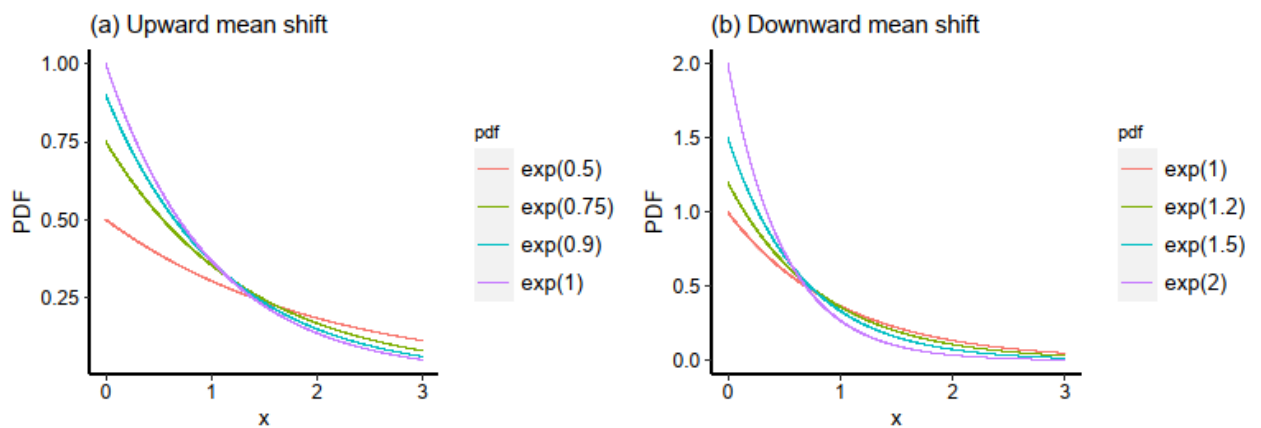 (a) Upward mean shift
1.00
0.75
0.50
0.25
PDF
0 1 2 3
x
pdf
exp(0.5)
exp(0.75)
exp(0.9)
exp(1)
(b) Downward mean shift
2.0
1.5
1.0
0.5
0.0
PDF
0 1 2 3
x
pdf
exp(1)
exp(1.2)
exp(1.5)
exp(2)